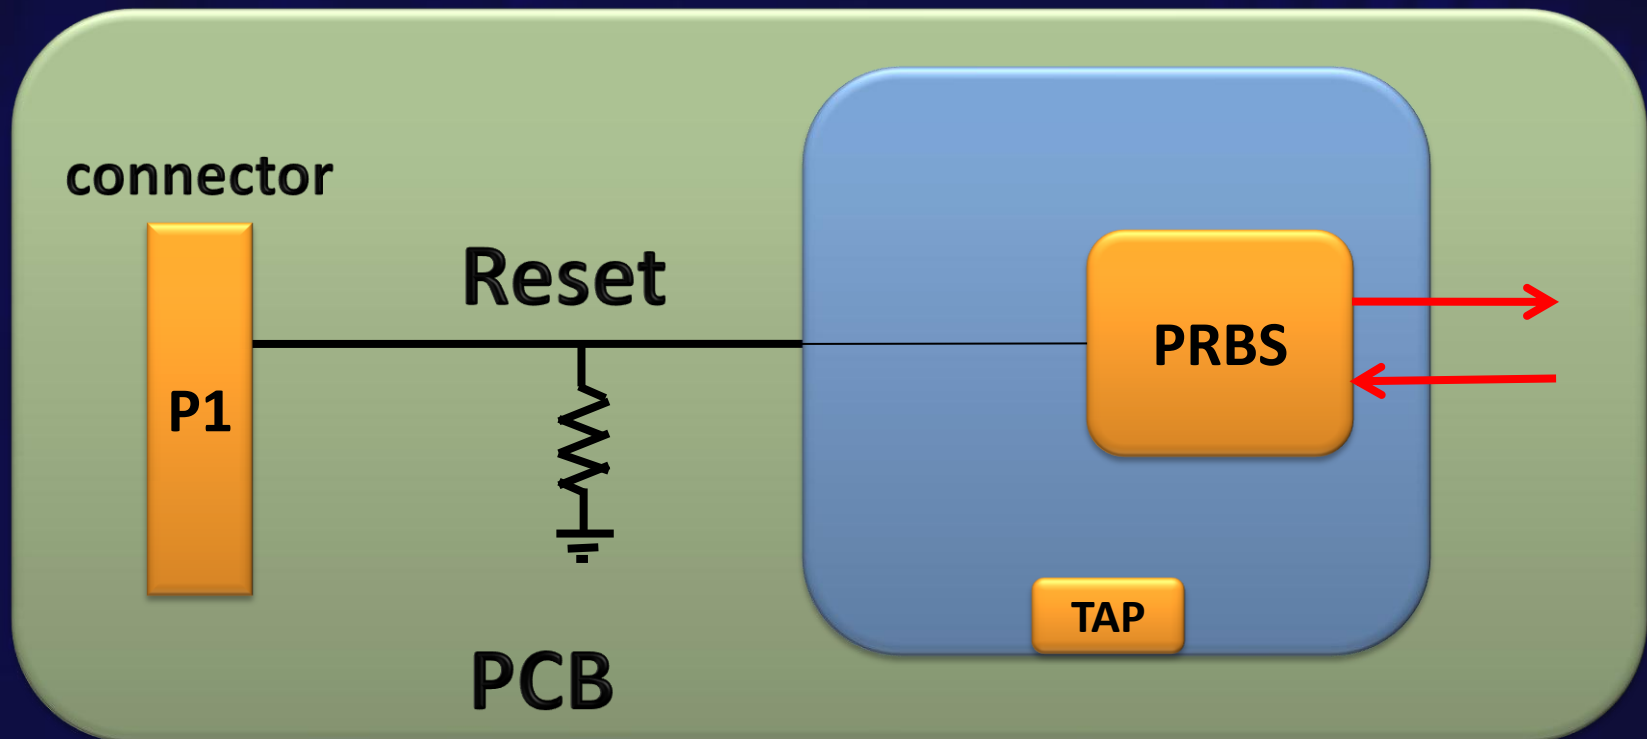 connector
Reset
PRBS
P1
TAP
PCB